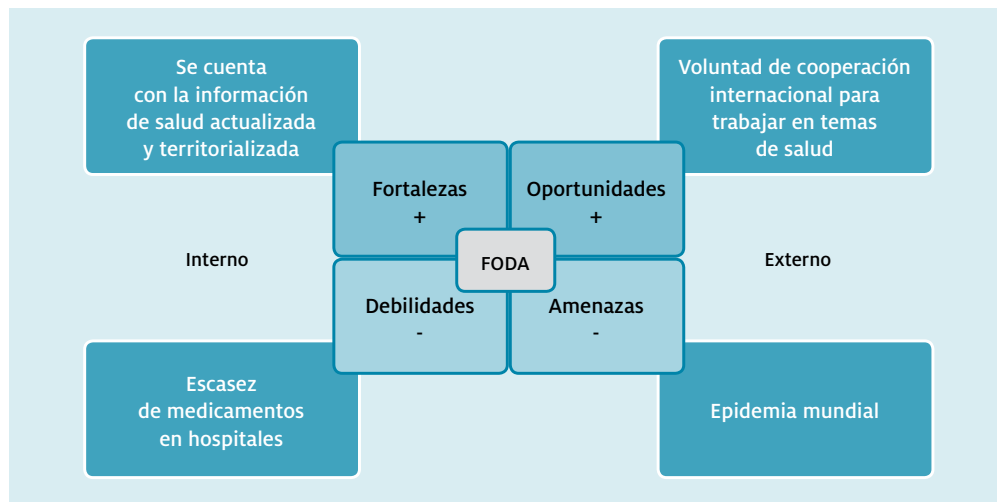 Se cuenta
con la información
de salud actualizada
y territorializada
Voluntad de cooperación
internacional para
trabajar en temas
de salud
Fortalezas
+
Oportunidades
+
Interno
FODA
Externo
Debilidades
-
Amenazas
-
Escasez
de medicamentos
en hospitales
Epidemia mundial